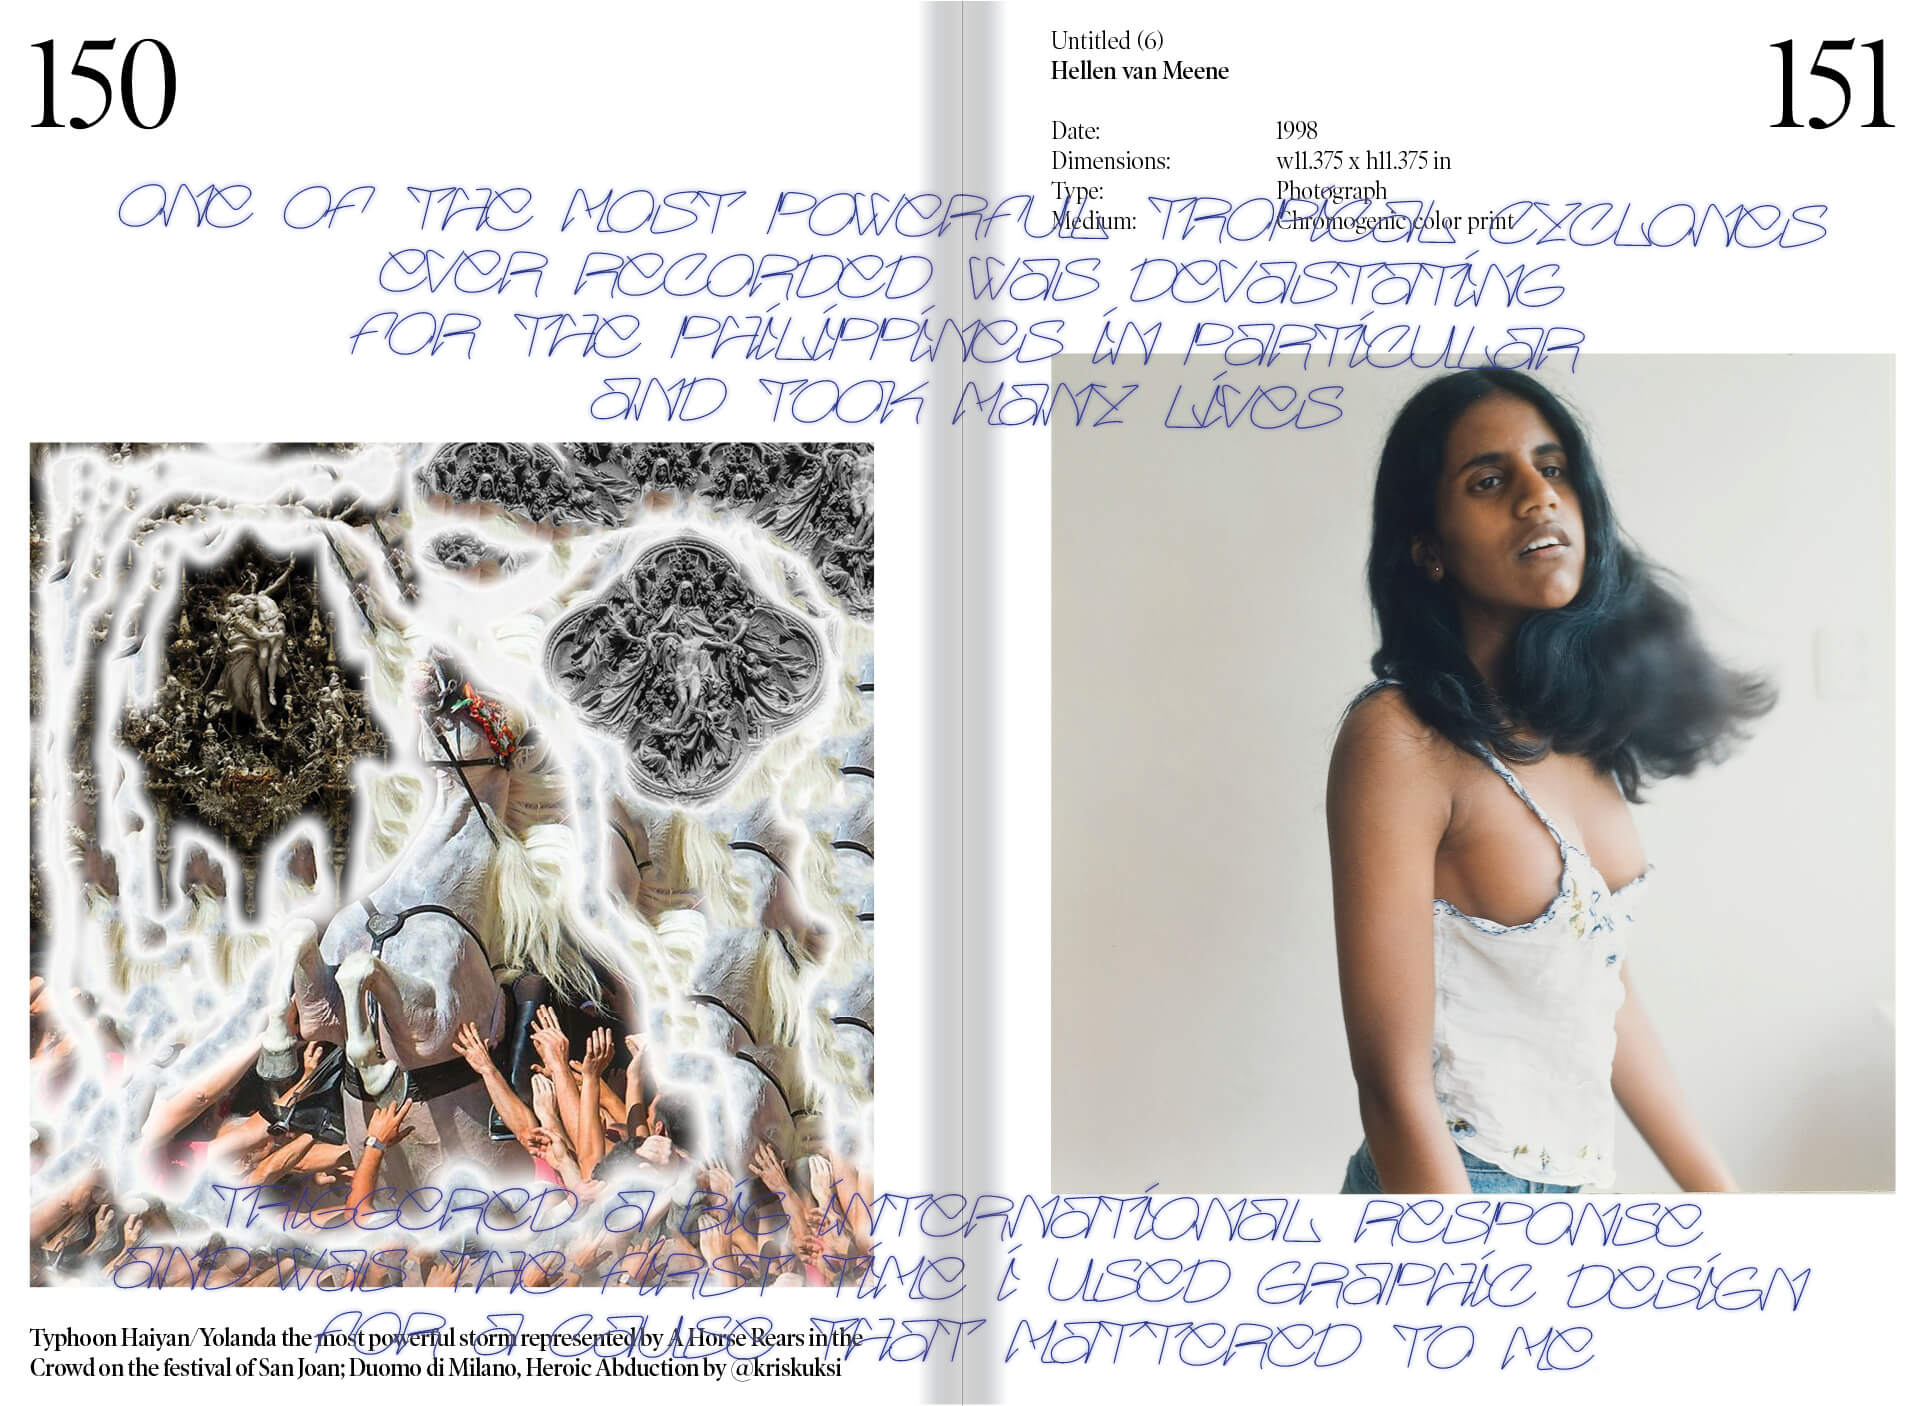 150
Untitled (6)
Hellen van Meene
151
Date: 1998
Dimensions: w11.375 x h11.375 in
Type: Photograph
Medium: Chromogenic color print
ONE OF THE MOST POWERFULL TROPICAL CYCLONES
EVER RECORDED WAS DEVASTATING
FOR THE PHILIPPINES IN PARTICULAR
AND TOOK MANY LIVES
TRIGGERED A BIG INTERNATIONAL RESPONSE
AND WAS THE FIRST TIME I USED GRAPHIC DESIGN
FOR A CAUSE THAT MATTERED TO ME
Typhoon Haiyan/Yolanda the most powerful storm represented by A Horse Rears in the
Crowd on the festival of San Joan; Duomo di Milano, Heroic Abduction by @kriskuksi